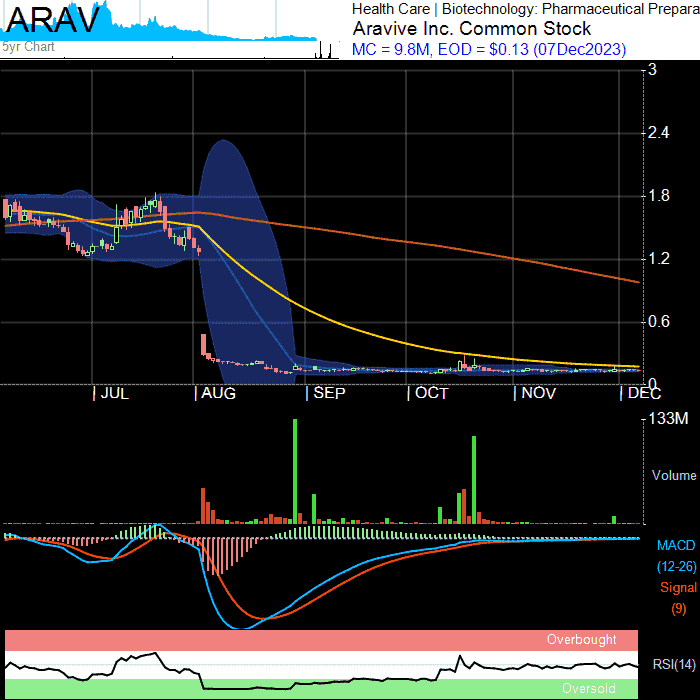 ARAV
5yr Chart
Health Care | Biotechnology: Pharmaceutical Prepara
Aravive Inc. Common Stock
MC = 9.8M, EOD = $0.13 (07Dec2023)
3
2.4
1.8
1.2
0.6
0
JUL AUG SEP OCT NOV DEC
133M
Volume
MACD
(12-26)
Signal
(9)
Overbought
RSI(14)
Oversold